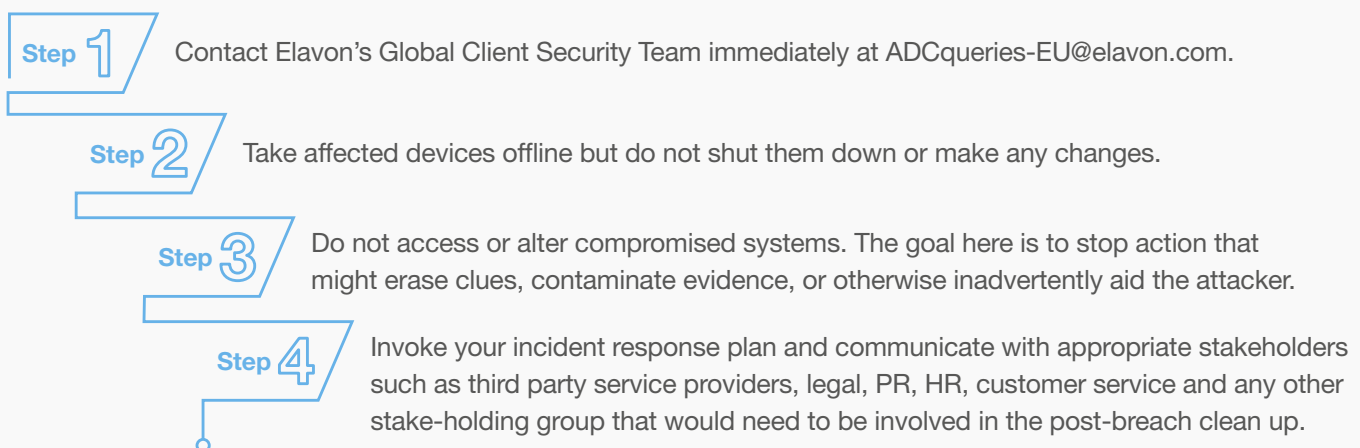 Step 1 Contact Elavon's Global Client Security Team immediately at ADCqueries-EU@elavon.com.
Step 2 Take affected devices offline but do not shut them down or make any changes.
Step 3 Do not access or alter compromised systems. The goal here is to stop action that
might erase clues, contaminate evidence, or otherwise inadvertently aid the attacker.
Step 4 Invoke your incident response plan and communicate with appropriate stakeholders
such as third party service providers, legal, PR, HR, customer service and any other
stake-holding group that would need to be involved in the post-breach clean up.